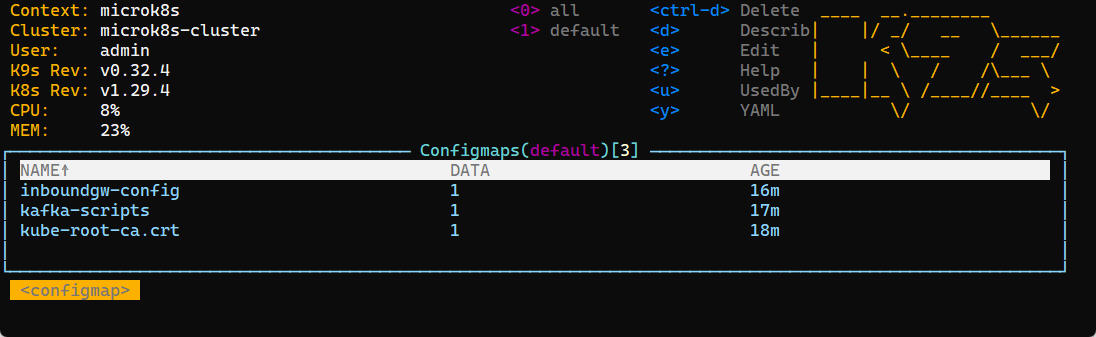 Context: microk8s <0> all <ctrl-d> Delete
Cluster: microk8s-cluster <1> default <d> Describ
User: admin <e> Edit
K9s Rev: v0.32.4 <?> Help
K8s Rev: v1.29.4 <u> UsedBy
CPU: 8% <y> YAML
MEM: 23%
Configmaps(default)[3]
NAME↑ DATA AGE
inboundgw-config 1 16m
kafka-scripts 1 17m
kube-root-ca.crt 1 18m
<configmap>